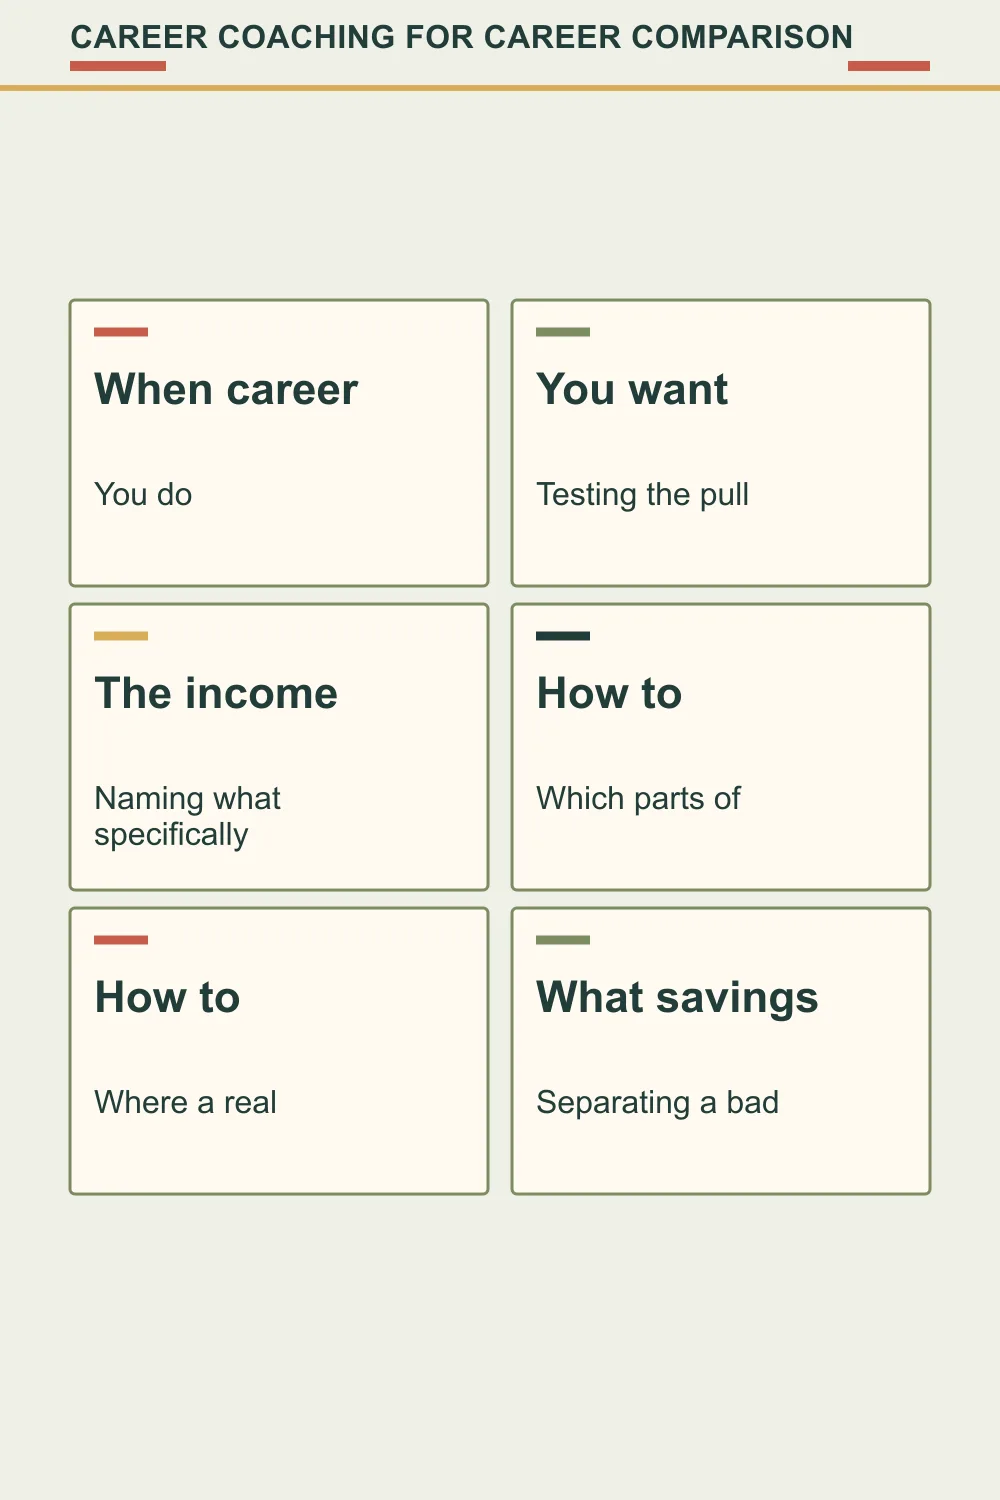 CAREER COACHING FOR CAREER COMPARISON
When career
You do
You want
Testing the pull
The income
Naming what
specifically
How to
Which parts of
How to
Where a real
What savings
Separating a bad